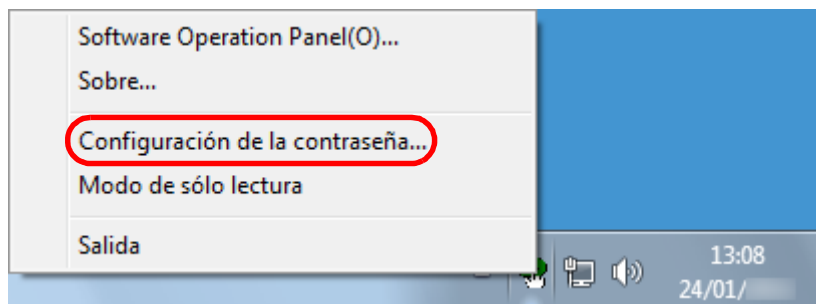 Software Operation Panel(O)...
Sobre...
Configuración de la contraseña...
Modo de sólo lectura
Salida
13:08
24/01/